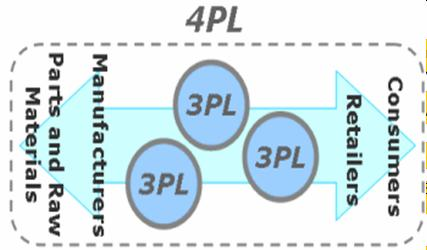 4PL
Parts and Raw
Materials
Manufacturers
3PL
3PL
3PL
Retailers
Consumers